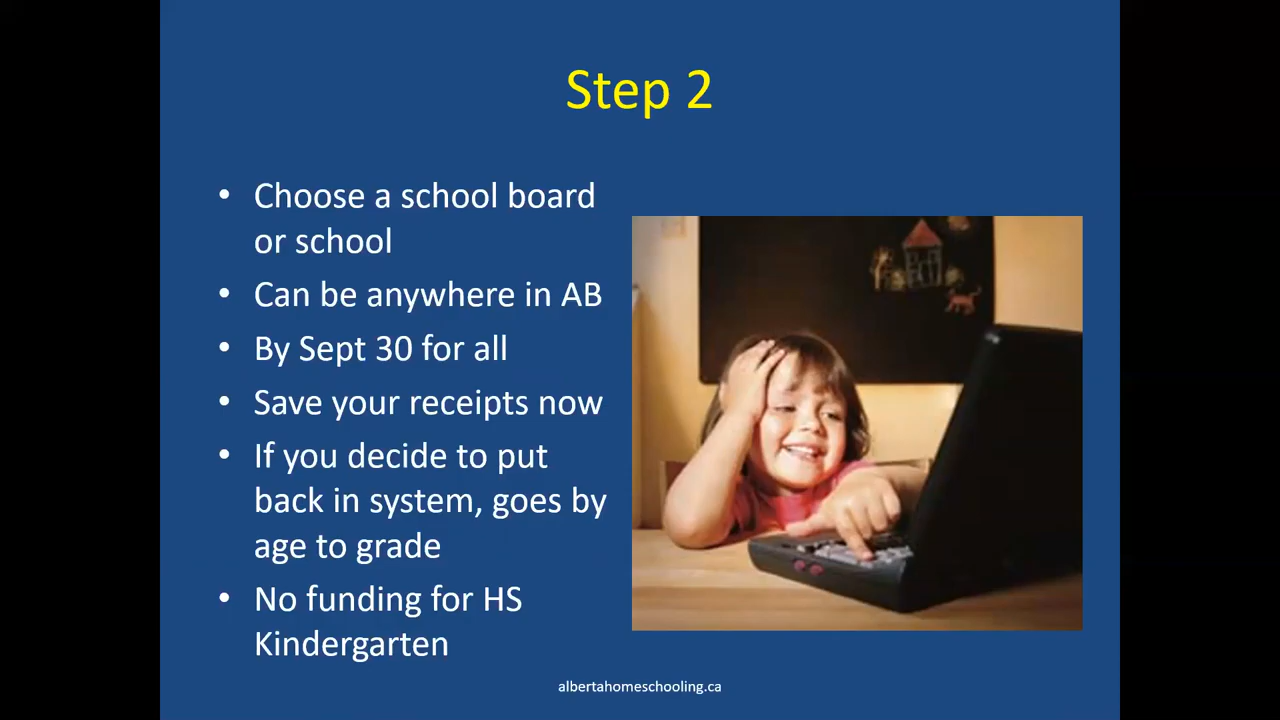 Step 2
• Choose a school board
or school
• Can be anywhere in AB
• By Sept 30 for all
• Save your receipts now
• If you decide to put
back in system, goes by
age to grade
• No funding for HS
Kindergarten
albertahomeschooling.ca